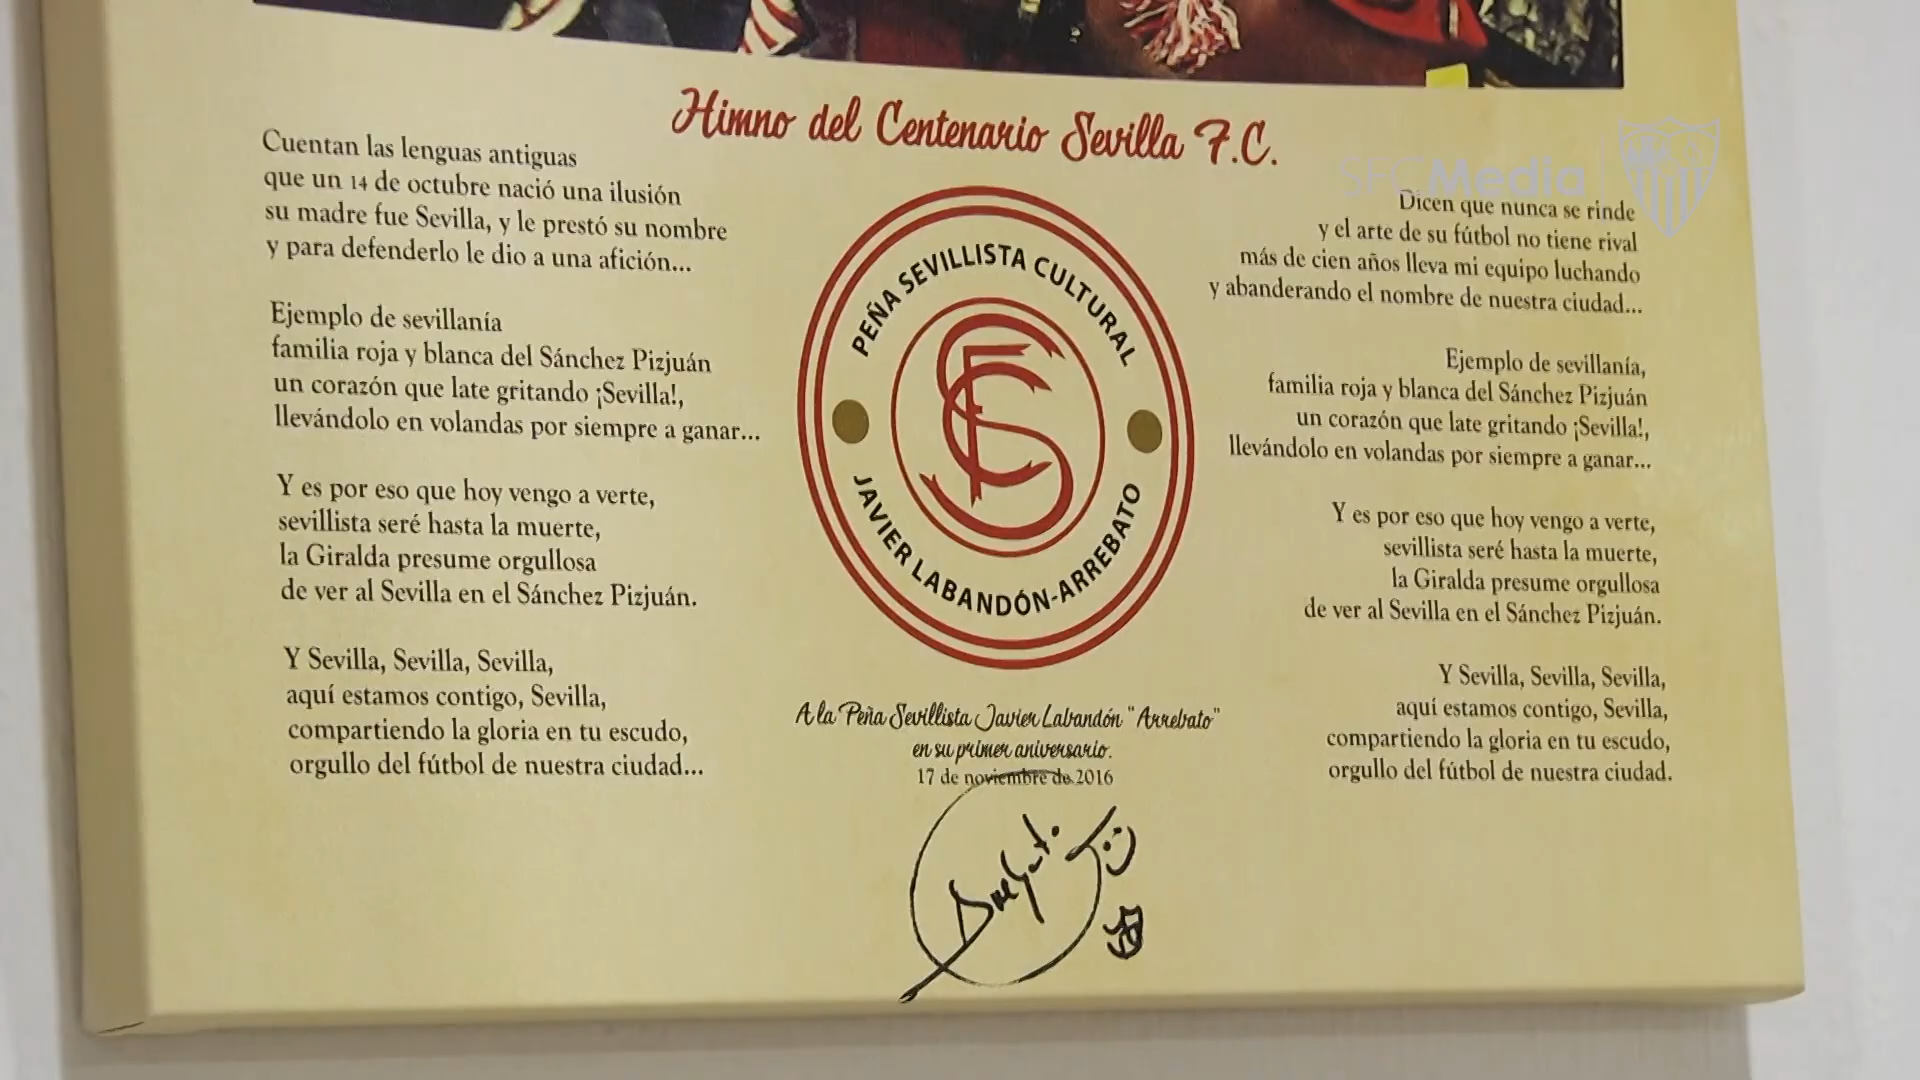 Himno del Centenario Sevilla F.C.
Cuentan las lenguas antiguas
que un 14 de octubre nació una ilusión
su madre fue Sevilla, y le prestó su nombre
y para defenderlo le dio a una afición...
Ejemplo de sevillanía
familia roja y blanca del Sánchez Pizjuán
un corazón que late gritando ¡Sevilla!,
llevándolo en volandas por siempre a ganar...
Y es por eso que hoy vengo a verte,
sevillista seré hasta la muerte,
la Giralda presume orgullosa
de ver al Sevilla en el Sánchez Pizjuán.
Y Sevilla, Sevilla, Sevilla,
aquí estamos contigo, Sevilla,
compartiendo la gloria en tu escudo,
orgullo del fútbol de nuestra ciudad...
PEÑA SEVILLISTA CULTURAL
SFC
JAVIER LABANDÓN-ARREBATO
A la Peña Sevillista Javier Labandón "Arrebato"
en su primer aniversario.
17 de noviembre de 2016
SFC Media
Dicen que nunca se rinde
y el arte de su fútbol no tiene rival
más de cien años lleva mi equipo luchando
y abanderando el nombre de nuestra ciudad...
Ejemplo de sevillanía,
familia roja y blanca del Sánchez Pizjuán
un corazón que late gritando ¡Sevilla!,
llevándolo en volandas por siempre a ganar...
Y es por eso que hoy vengo a verte,
sevillista seré hasta la muerte,
la Giralda presume orgullosa
de ver al Sevilla en el Sánchez Pizjuán.
Y Sevilla, Sevilla, Sevilla,
aquí estamos contigo, Sevilla,
compartiendo la gloria en tu escudo,
orgullo del fútbol de nuestra ciudad.